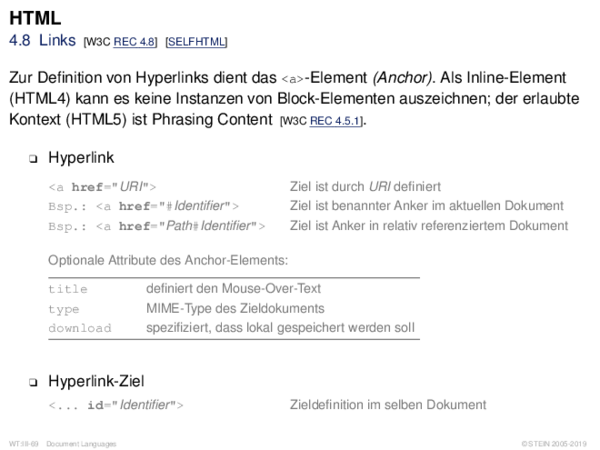 HTML
4.8 Links [W3C REC 4.8] [SELFHTML]
Zur Definition von Hyperlinks dient das <a>-Element (Anchor). Als Inline-Element
(HTML4) kann es keine Instanzen von Block-Elementen auszeichnen; der erlaubte
Kontext (HTML5) ist Phrasing Content [W3C REC 4.5.1].
❑ Hyperlink
<a href="URI"> Ziel ist durch URI definiert
Bsp.: <a href="#Identifier"> Ziel ist benannter Anker im aktuellen Dokument
Bsp.: <a href="Path#Identifier"> Ziel ist Anker in relativ referenziertem Dokument
Optionale Attribute des Anchor-Elements:
title definiert den Mouse-Over-Text
type MIME-Type des Zieldokuments
download spezifiziert, dass lokal gespeichert werden soll
❑ Hyperlink-Ziel
<... id="Identifier"> Zieldefinition im selben Dokument
WT:III-69 Document Languages © STEIN 2005-2019